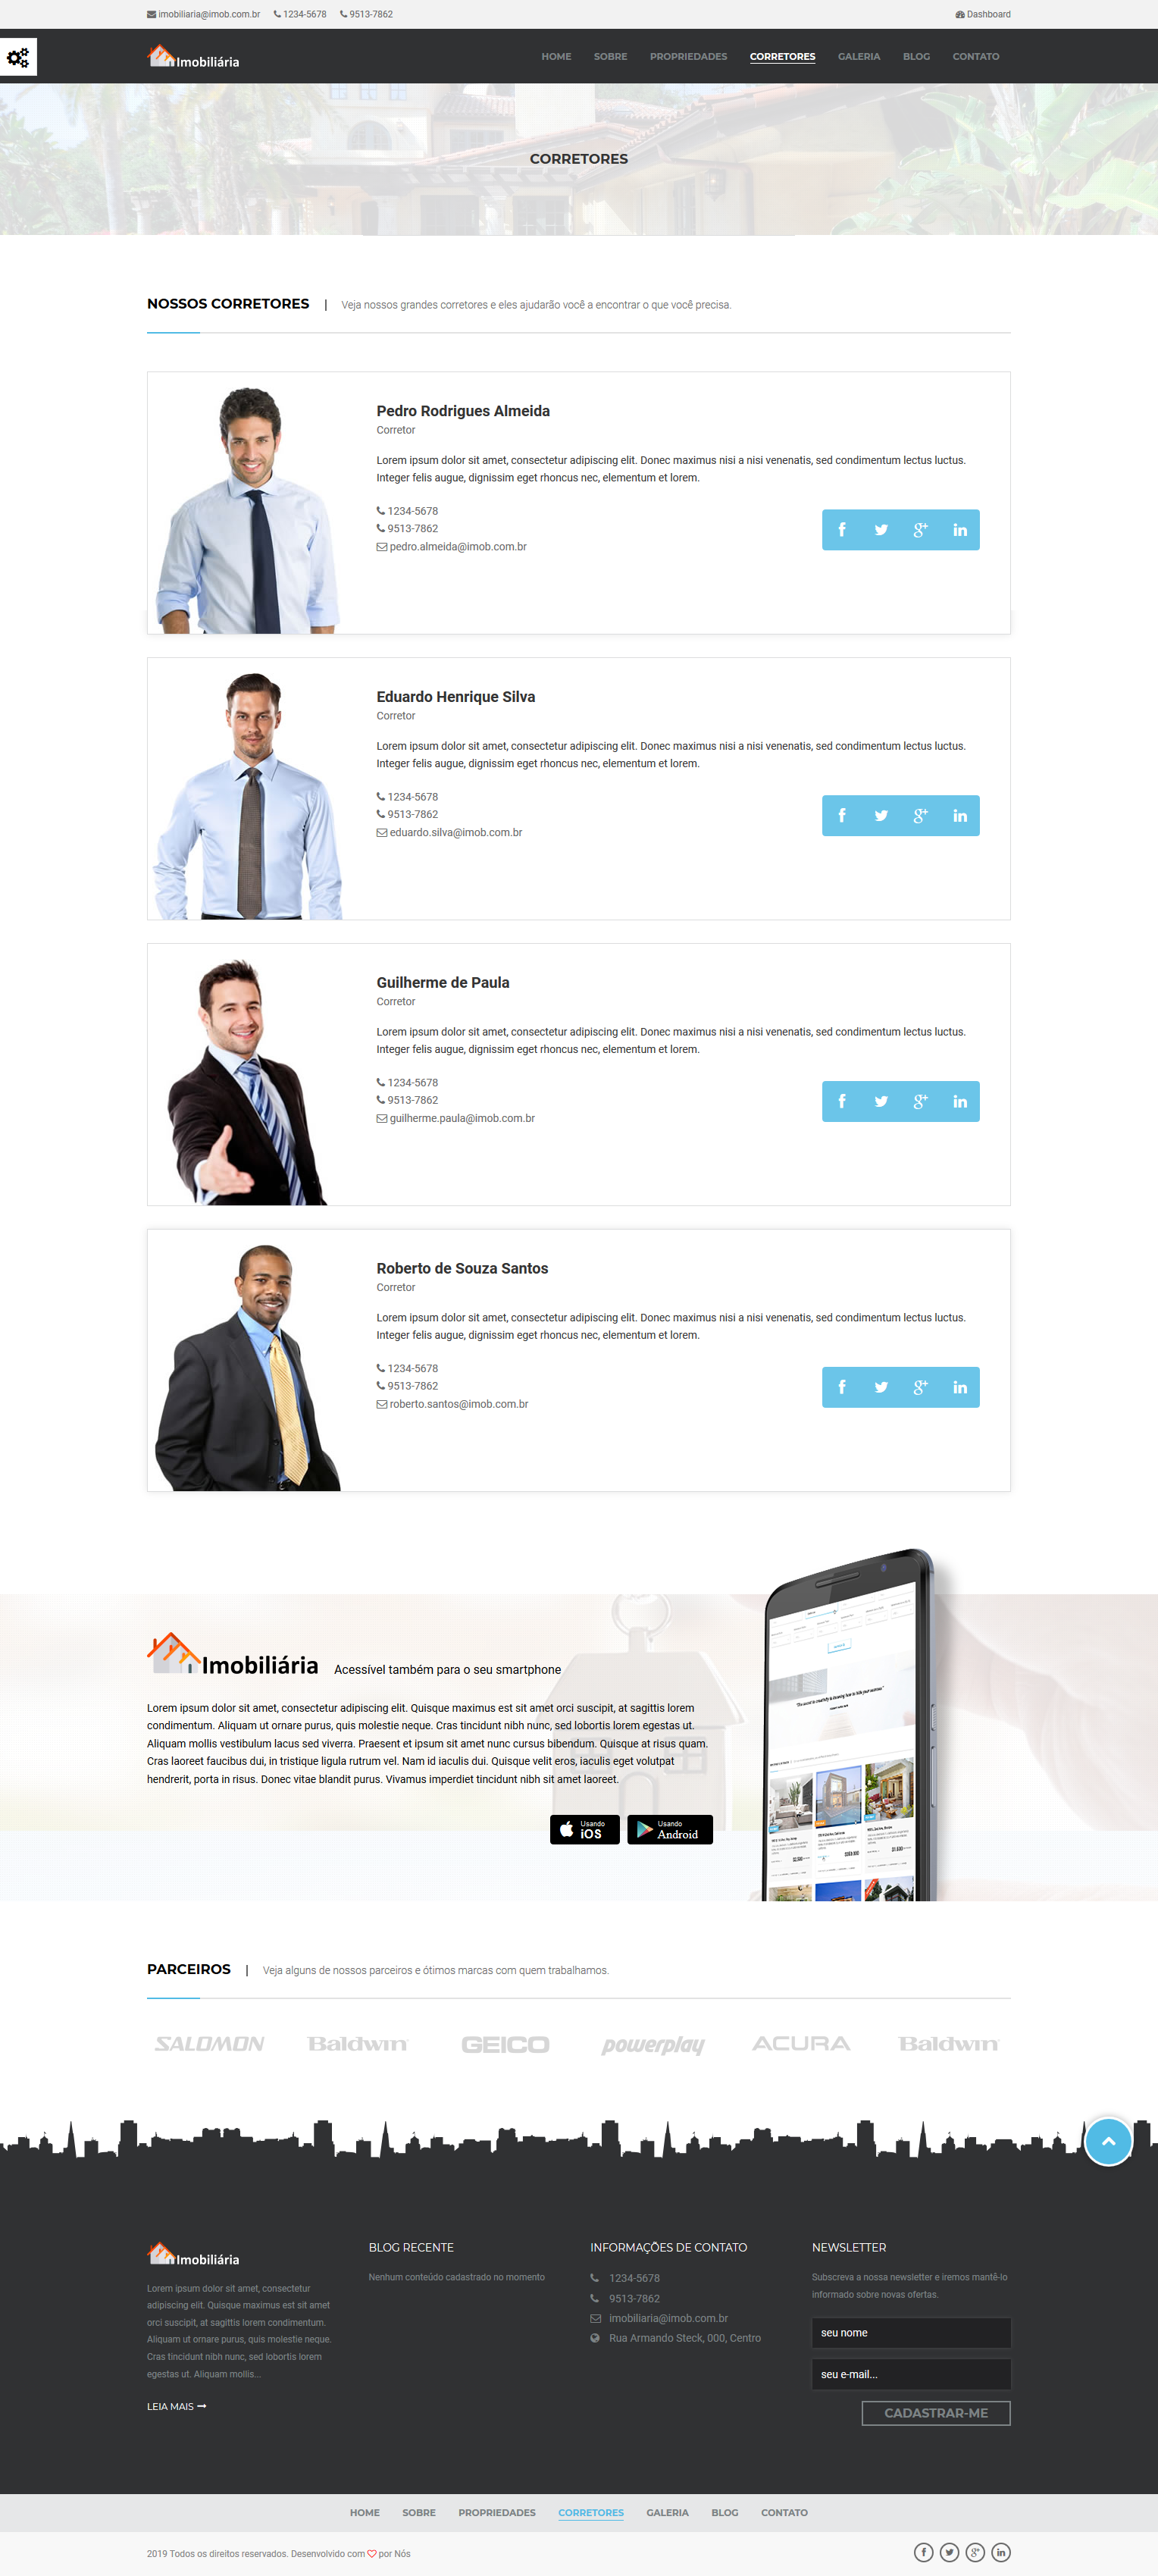 imobiliaria@imob.com.br 1234-5678 9513-7862 Dashboard
Imobiliária HOME SOBRE PROPRIEDADES CORRETORES GALERIA BLOG CONTATO
CORRETORES
NOSSOS CORRETORES | Veja nossos grandes corretores e eles ajudarão você a encontrar o que você precisa.
Pedro Rodrigues Almeida
Corretor
Lorem ipsum dolor sit amet, consectetur adipiscing elit. Donec maximus nisi a nisi venenatis, sed condimentum lectus luctus.
Integer felis augue, dignissim eget rhoncus nec, elementum et lorem.
1234-5678
9513-7862
pedro.almeida@imob.com.br
Eduardo Henrique Silva
Corretor
Lorem ipsum dolor sit amet, consectetur adipiscing elit. Donec maximus nisi a nisi venenatis, sed condimentum lectus luctus.
Integer felis augue, dignissim eget rhoncus nec, elementum et lorem.
1234-5678
9513-7862
eduardo.silva@imob.com.br
Guilherme de Paula
Corretor
Lorem ipsum dolor sit amet, consectetur adipiscing elit. Donec maximus nisi a nisi venenatis, sed condimentum lectus luctus.
Integer felis augue, dignissim eget rhoncus nec, elementum et lorem.
1234-5678
9513-7862
guilherme.paula@imob.com.br
Roberto de Souza Santos
Corretor
Lorem ipsum dolor sit amet, consectetur adipiscing elit. Donec maximus nisi a nisi venenatis, sed condimentum lectus luctus.
Integer felis augue, dignissim eget rhoncus nec, elementum et lorem.
1234-5678
9513-7862
roberto.santos@imob.com.br
Imobiliária Acessível também para o seu smartphone
Lorem ipsum dolor sit amet, consectetur adipiscing elit. Quisque maximus est sit amet orci suscipit, at sagittis lorem
condimentum. Aliquam ut ornare purus, quis molestie neque. Cras tincidunt nibh nunc, sed lobortis lorem egestas ut.
Aliquam mollis vestibulum lacus sed viverra. Praesent et ipsum sit amet nunc cursus bibendum. Quisque at risus quam.
Cras laoreet faucibus dui, in tristique ligula rutrum vel. Nam id iaculis dui. Quisque velit eros, iaculis eget volutpat
hendrerit, porta in risus. Donec vitae blandit purus. Vivamus imperdiet tincidunt nibh sit amet laoreet.
Usando iOS
Usando Android
PARCEIROS | Veja alguns de nossos parceiros e ótimos marcas com quem trabalhamos.
SALOMON Baldwin GEICO powerplay ACURA Baldwin
Imobiliária
Lorem ipsum dolor sit amet, consectetur
adipiscing elit. Quisque maximus est sit amet
orci suscipit, at sagittis lorem condimentum.
Aliquam ut ornare purus, quis molestie neque.
Cras tincidunt nibh nunc, sed lobortis lorem
egestas ut. Aliquam mollis...
LEIA MAIS
BLOG RECENTE
Nenhum conteúdo cadastrado no momento
INFORMAÇÕES DE CONTATO
1234-5678
9513-7862
imobiliaria@imob.com.br
Rua Armando Steck, 000, Centro
NEWSLETTER
Subscreva a nossa newsletter e iremos mantê-lo
informado sobre novas ofertas.
seu nome
seu e-mail...
CADASTRAR-ME
HOME SOBRE PROPRIEDADES CORRETORES GALERIA BLOG CONTATO
2019 Todos os direitos reservados. Desenvolvido com por Nós